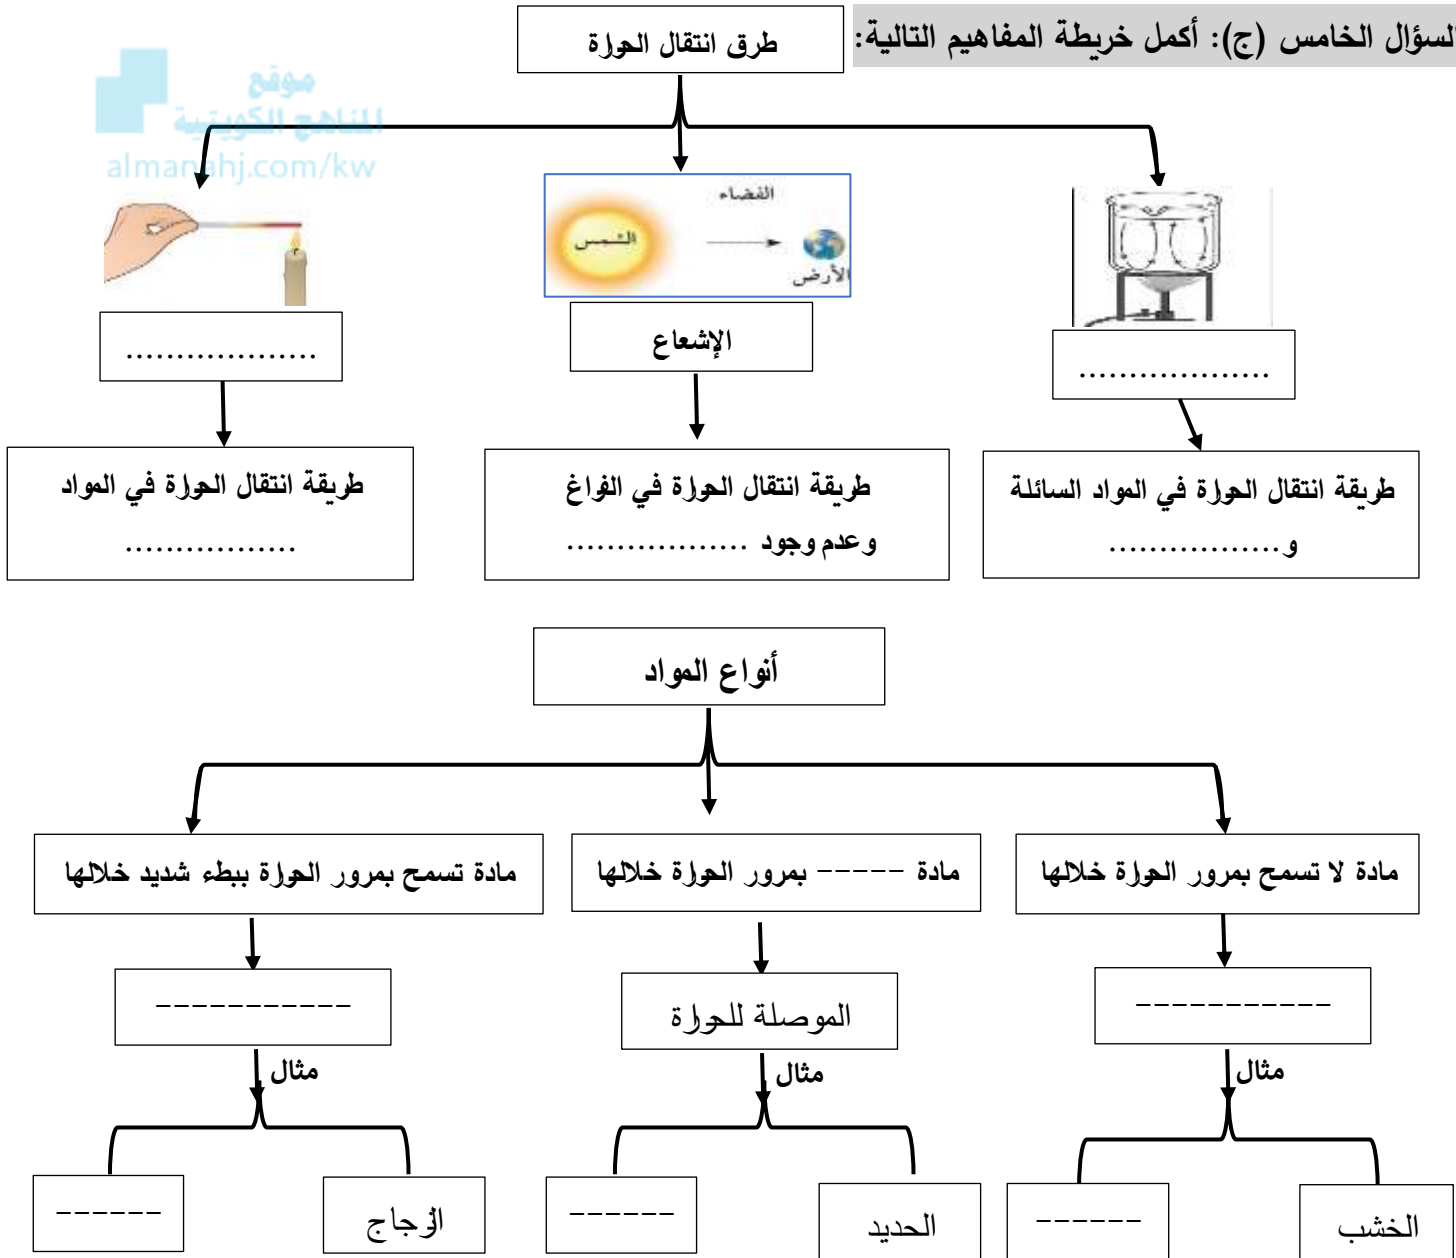 السؤال الخامس (ج): أكمل خريطة المفاهيم التالية:
طرق انتقال الحرارة
موقع
المناهج الكويتية
almanahj.com/kw
الفضاء
الشمس
الأرض
...................
الإشعاع
...................
طريقة انتقال الحرارة في المواد السائلة
و.................
طريقة انتقال الحرارة في الفراغ
وعدم وجود ..................
طريقة انتقال الحرارة في المواد
.................
أنواع المواد
مادة لا تسمح بمرور الحرارة خلالها
مادة ----- بمرور الحرارة خلالها
مادة تسمح بمرور الحرارة ببطء شديد خلالها
-----------
الموصلة للحرارة
-----------
مثال
مثال
مثال
الخشب
------
الحديد
------
الزجاج
------